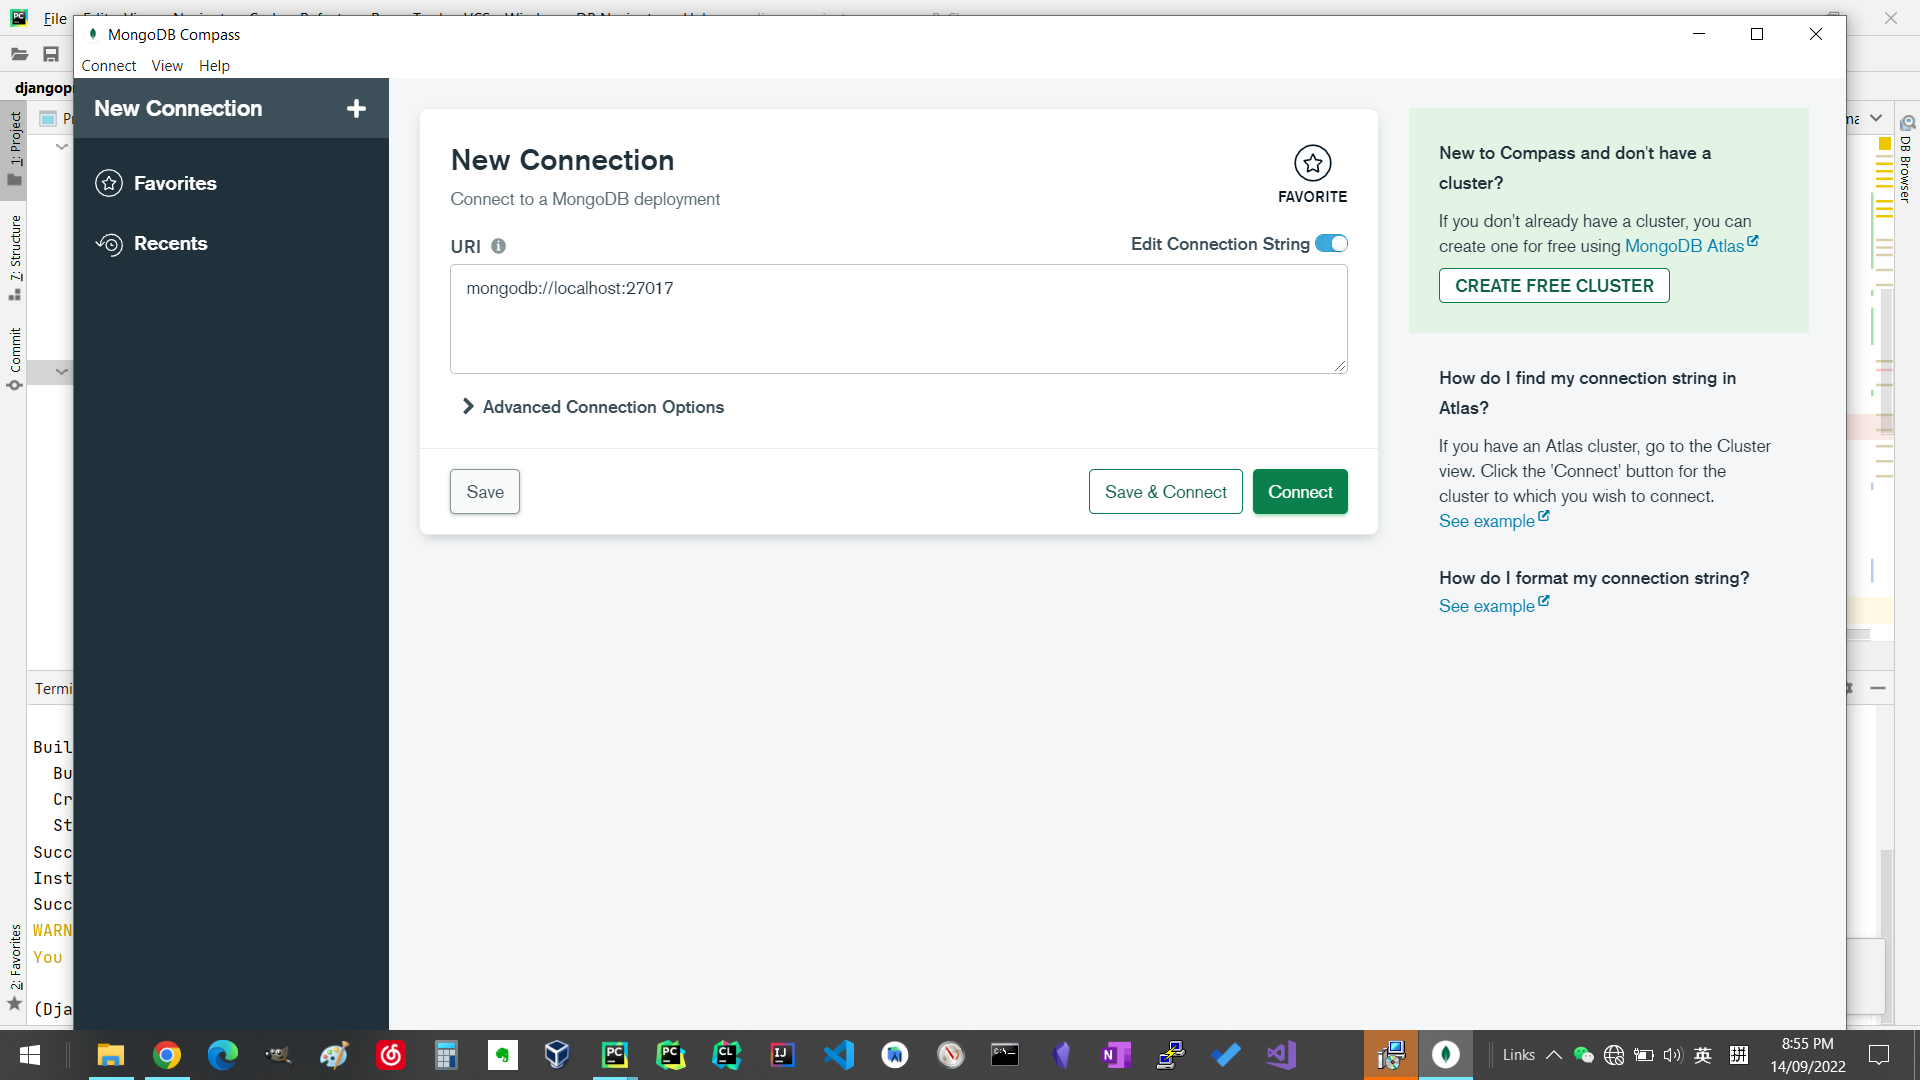 File
MongoDB Compass
Connect View Help
djangop
New Connection
Favorites
Recents
New Connection
Connect to a MongoDB deployment
FAVORITE
URI
Edit Connection String
mongodb://localhost:27017
Advanced Connection Options
Save
Save & Connect
Connect
New to Compass and don't have a
cluster?
If you don't already have a cluster, you can
create one for free using MongoDB Atlas
CREATE FREE CLUSTER
How do I find my connection string in
Atlas?
If you have an Atlas cluster, go to the Cluster
view. Click the 'Connect' button for the
cluster to which you wish to connect.
See example
How do I format my connection string?
See example
1: Project
7: Structure
Commit
2: Favorites
DB Browser
Termi
Buil
Bu
Cr
St
Succ
Inst
Succ
WARN
You
(Dja
Links
英
拼
8:55 PM
14/09/2022